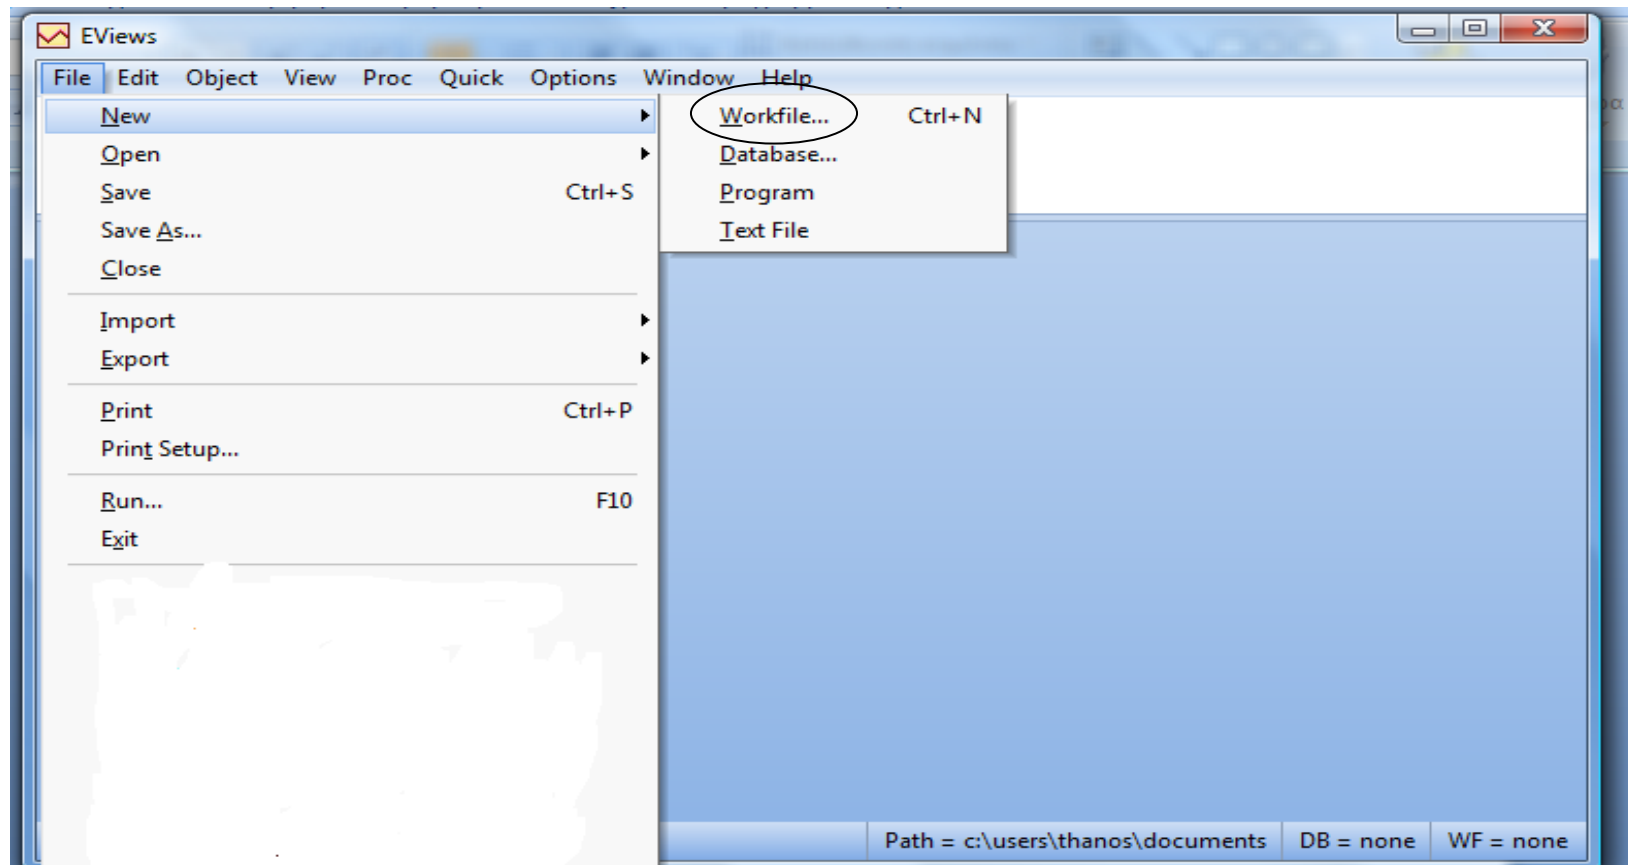 EViews
File Edit Object View Proc Quick Options Window Help
New
Open
Save Ctrl+S
Save As...
Close
Import
Export
Print Ctrl+P
Print Setup...
Run... F10
Exit
Workfile... Ctrl+N
Database...
Program
Text File
Path = c:\users\thanos\documents DB = none WF = none